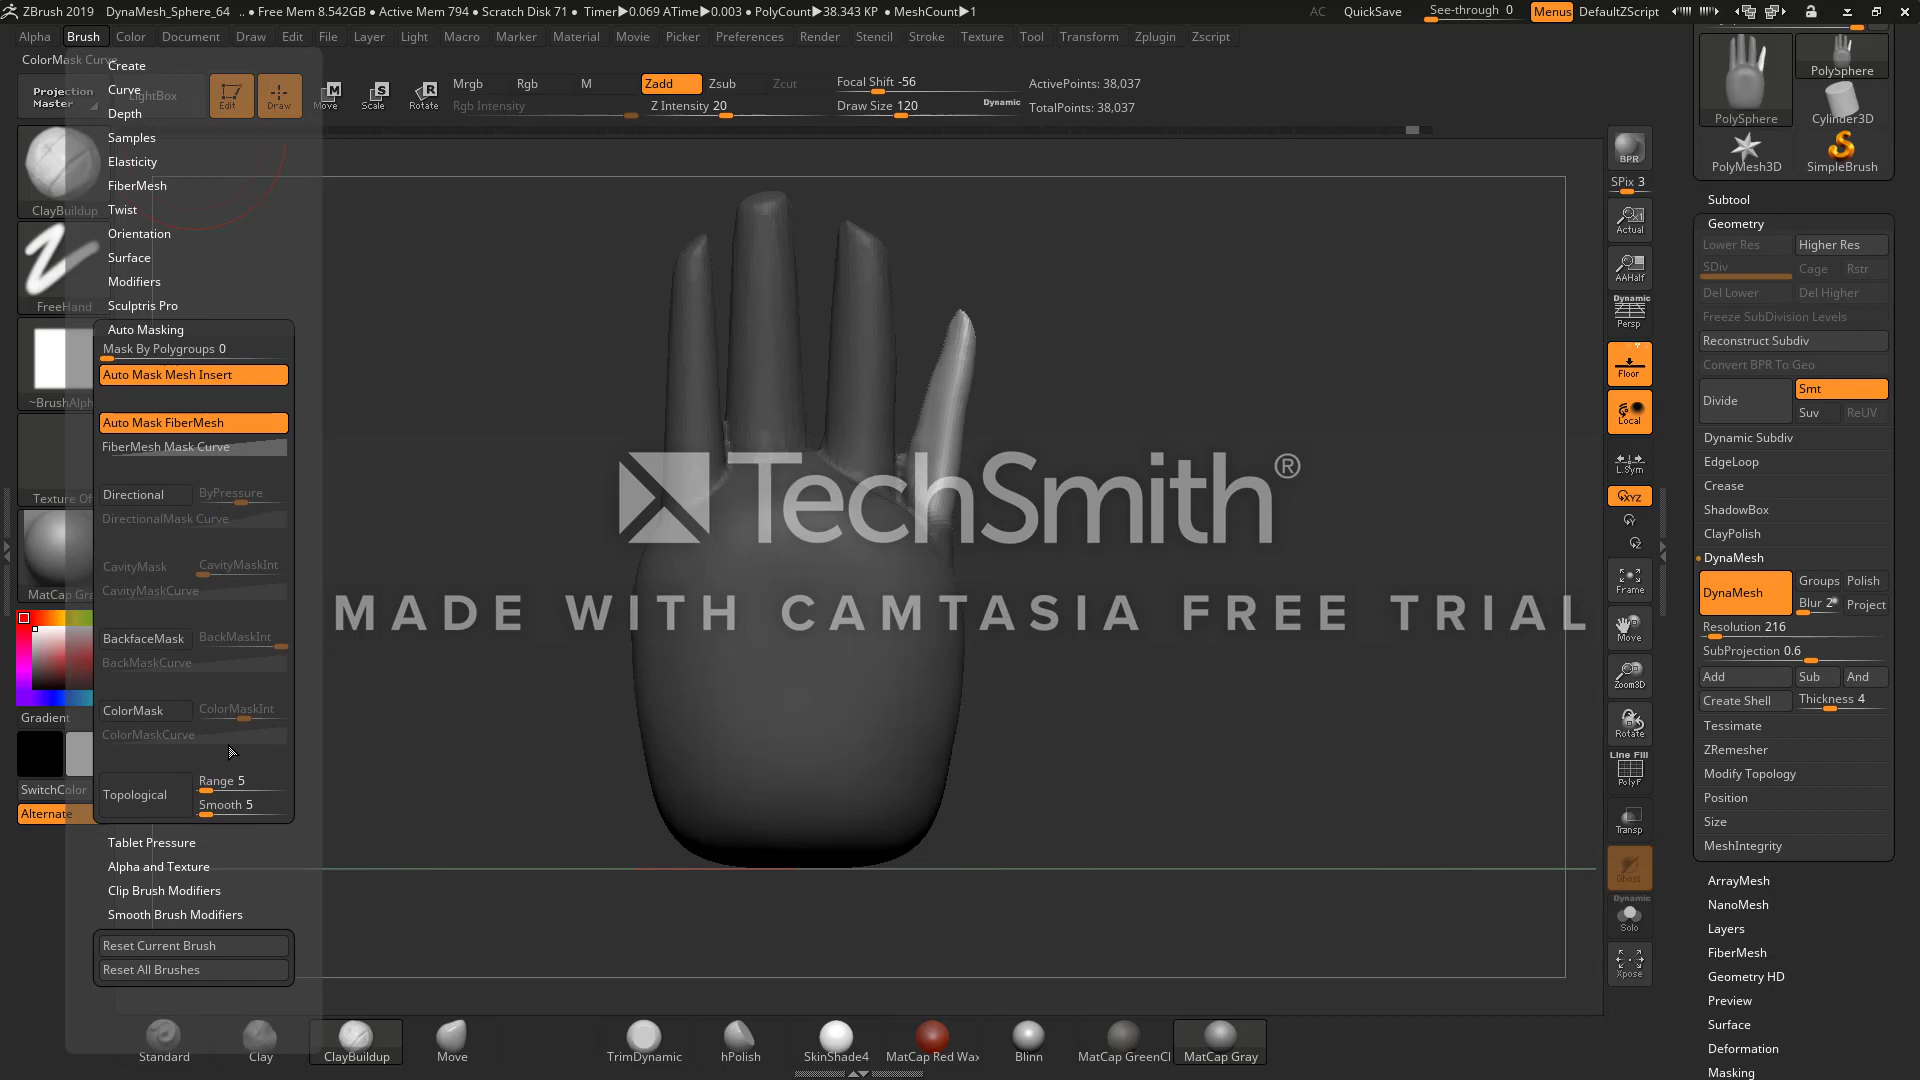 ZBrush 2019 DynaMesh_Sphere_64 .. • Free Mem 8.542GB • Active Mem 794 • Scratch Disk 71 • Timer▶0.069 ATime▶0.003 • PolyCount▶38.343 KP • MeshCount▶1 AC QuickSave See-through 0 Menus DefaultZScript
Alpha Brush Color Document Draw Edit File Layer Light Macro Marker Material Movie Picker Preferences Render Stencil Stroke Texture Tool Transform Zplugin Zscript
ColorMask Curve
Create
Curve
Depth
Samples
Elasticity
FiberMesh
Twist
Orientation
Surface
Modifiers
Sculptris Pro
Auto Masking
Mask By Polygroups 0
Auto Mask Mesh Insert
Auto Mask FiberMesh
FiberMesh Mask Curve
Directional ByPressure
DirectionalMask Curve
CavityMask CavityMaskInt
CavityMaskCurve
BackfaceMask BackMaskInt
BackMaskCurve
ColorMask ColorMaskInt
ColorMaskCurve
Topological Range 5
Smooth 5
Tablet Pressure
Alpha and Texture
Clip Brush Modifiers
Smooth Brush Modifiers
Reset Current Brush
Reset All Brushes
Projection
Master
LightBox
Edit
Draw
Move
Scale
Rotate
Mrgb Rgb M
Rgb Intensity
Zadd Zsub Zcut
Z Intensity 20
Focal Shift -56
Draw Size 120 Dynamic
ActivePoints: 38,037
TotalPoints: 38,037
ClayBuildup
FreeHand
~BrushAlph
Texture Of
MatCap Gra
Gradient
SwitchColor
Alternate
TechSmith®
MADE WITH CAMTASIA FREE TRIAL
Standard
Clay
ClayBuildup
Move
TrimDynamic
hPolish
SkinShade4
MatCap Red Wax
Blinn
MatCap GreenCl
MatCap Gray
BPR
SPix 3
Actual
AAHalf
Dynamic
Persp
Floor
Local
L.Sym
XYZ
Y
Z
Frame
Move
Zoom3D
Rotate
Line Fill
PolyF
Transp
Ghost
Dynamic
Solo
Xpose
PolySphere
PolySphere
Cylinder3D
PolyMesh3D
SimpleBrush
S
Subtool
Geometry
Lower Res Higher Res
SDiv Cage Rstr
Del Lower Del Higher
Freeze SubDivision Levels
Reconstruct Subdiv
Convert BPR To Geo
Divide Smt
Suv ReUV
Dynamic Subdiv
EdgeLoop
Crease
ShadowBox
ClayPolish
DynaMesh
DynaMesh Groups Polish
Blur 2 Project
Resolution 216
SubProjection 0.6
Add Sub And
Create Shell Thickness 4
Tessimate
ZRemesher
Modify Topology
Position
Size
MeshIntegrity
ArrayMesh
NanoMesh
Layers
FiberMesh
Geometry HD
Preview
Surface
Deformation
Masking